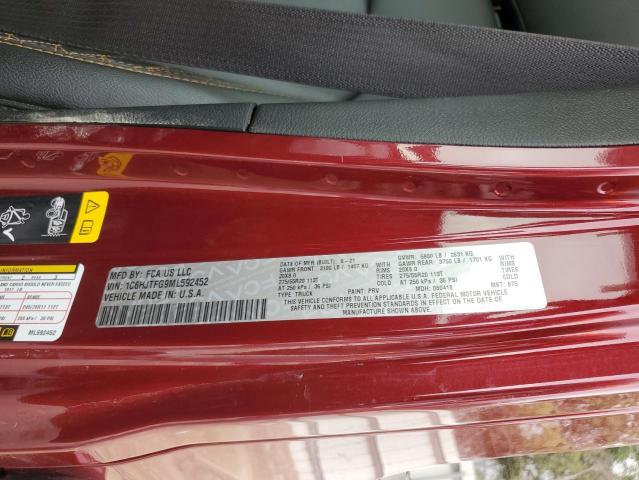 MFD BY: FCA US LLC
VIN: 1C6HJTFG9ML592452
VEHICLE MADE IN: U.S.A.
DATE OF MFR (BUILT) 6-21
GAWR FRONT: 3100 LB / 1407 KG WITH
20X8.0 RIMS
275/55R20 113T TIRES
AT 250 kPa / 36 PSI COLD
PAINT: PRV MDH: 060418
GVWR: 5800 LB / 2631 KG
GAWR REAR: 3750 LB / 1701 KG WITH
20X8.0 RIMS
275/55R20 113T TIRES
AT 250 kPa / 36 PSI COLD
MKT: 875
TYPE: TRUCK
THIS VEHICLE CONFORMS TO ALL APPLICABLE U.S.A. FEDERAL MOTOR VEHICLE
SAFETY AND THEFT PREVENTION STANDARDS IN EFFECT ON THE DATE OF
MANUFACTURE SHOWN ABOVE.
ML592452